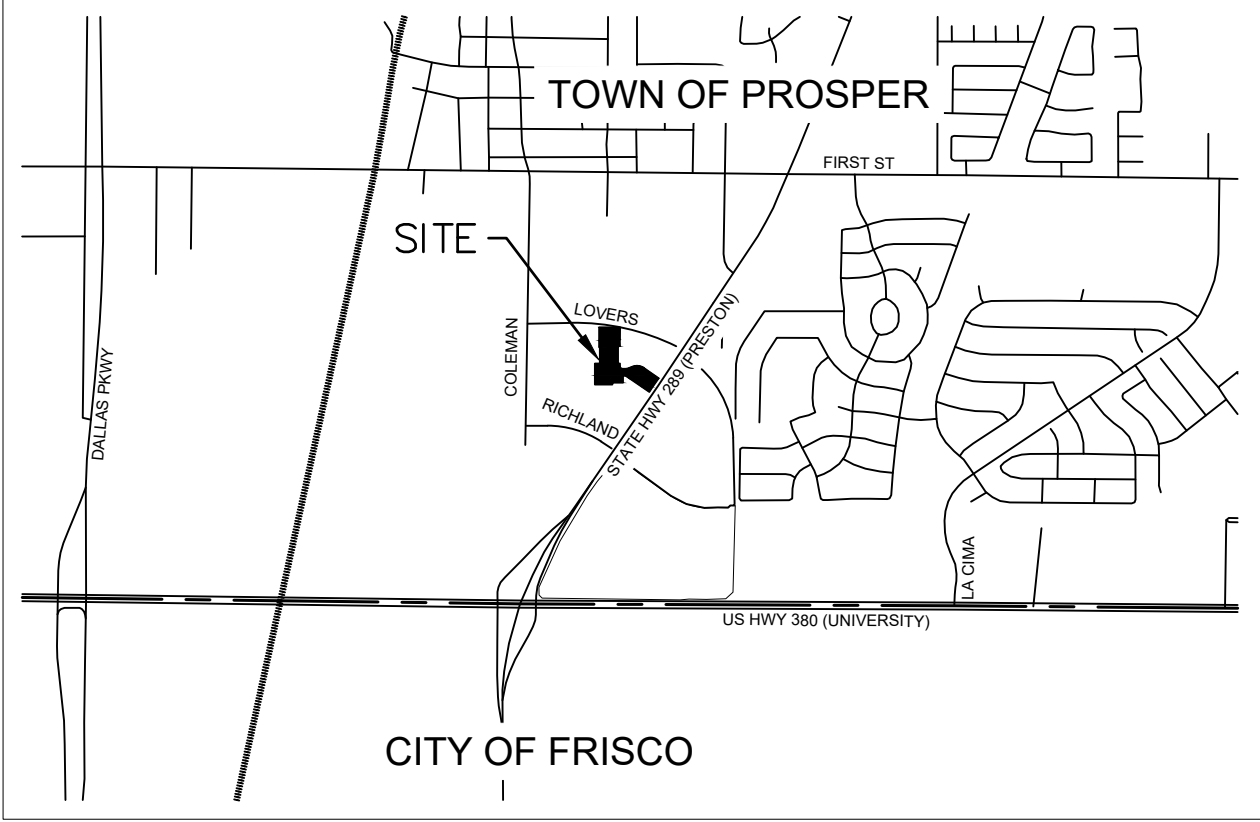 TOWN OF PROSPER
FIRST ST
SITE
LOVERS
COLEMAN
STATE HWY 289 (PRESTON)
DALLAS PKWY
RICHLAND
LA CIMA
US HWY 380 (UNIVERSITY)
CITY OF FRISCO